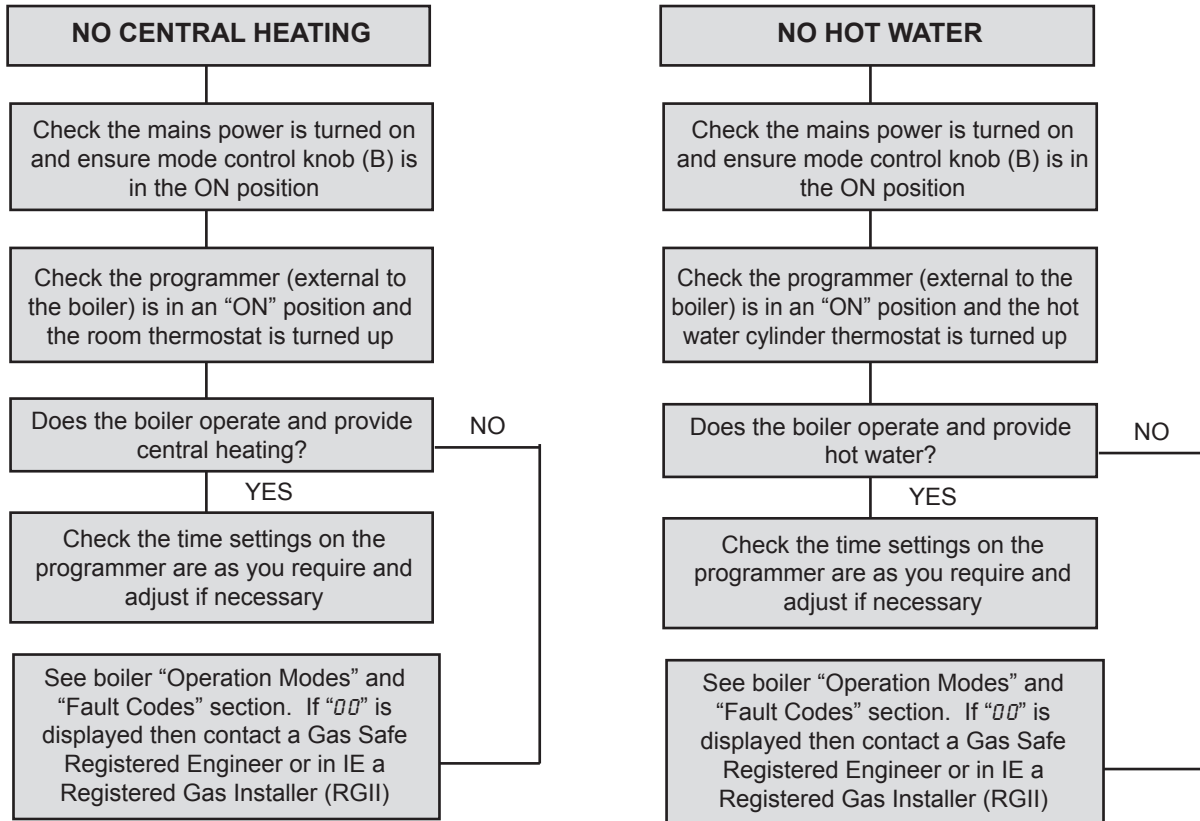 NO CENTRAL HEATING
Check the mains power is turned on
and ensure mode control knob (B) is
in the ON position
Check the programmer (external to
the boiler) is in an “ON” position and
the room thermostat is turned up
Does the boiler operate and provide
central heating?
NO
YES
Check the time settings on the
programmer are as you require and
adjust if necessary
See boiler “Operation Modes” and
“Fault Codes” section. If “00” is
displayed then contact a Gas Safe
Registered Engineer or in IE a
Registered Gas Installer (RGII)
NO HOT WATER
Check the mains power is turned on
and ensure mode control knob (B) is in
the ON position
Check the programmer (external to the
boiler) is in an “ON” position and the hot
water cylinder thermostat is turned up
Does the boiler operate and provide
hot water?
NO
YES
Check the time settings on the
programmer are as you require and
adjust if necessary
See boiler “Operation Modes” and
“Fault Codes” section. If “00” is
displayed then contact a Gas Safe
Registered Engineer or in IE a
Registered Gas Installer (RGII)